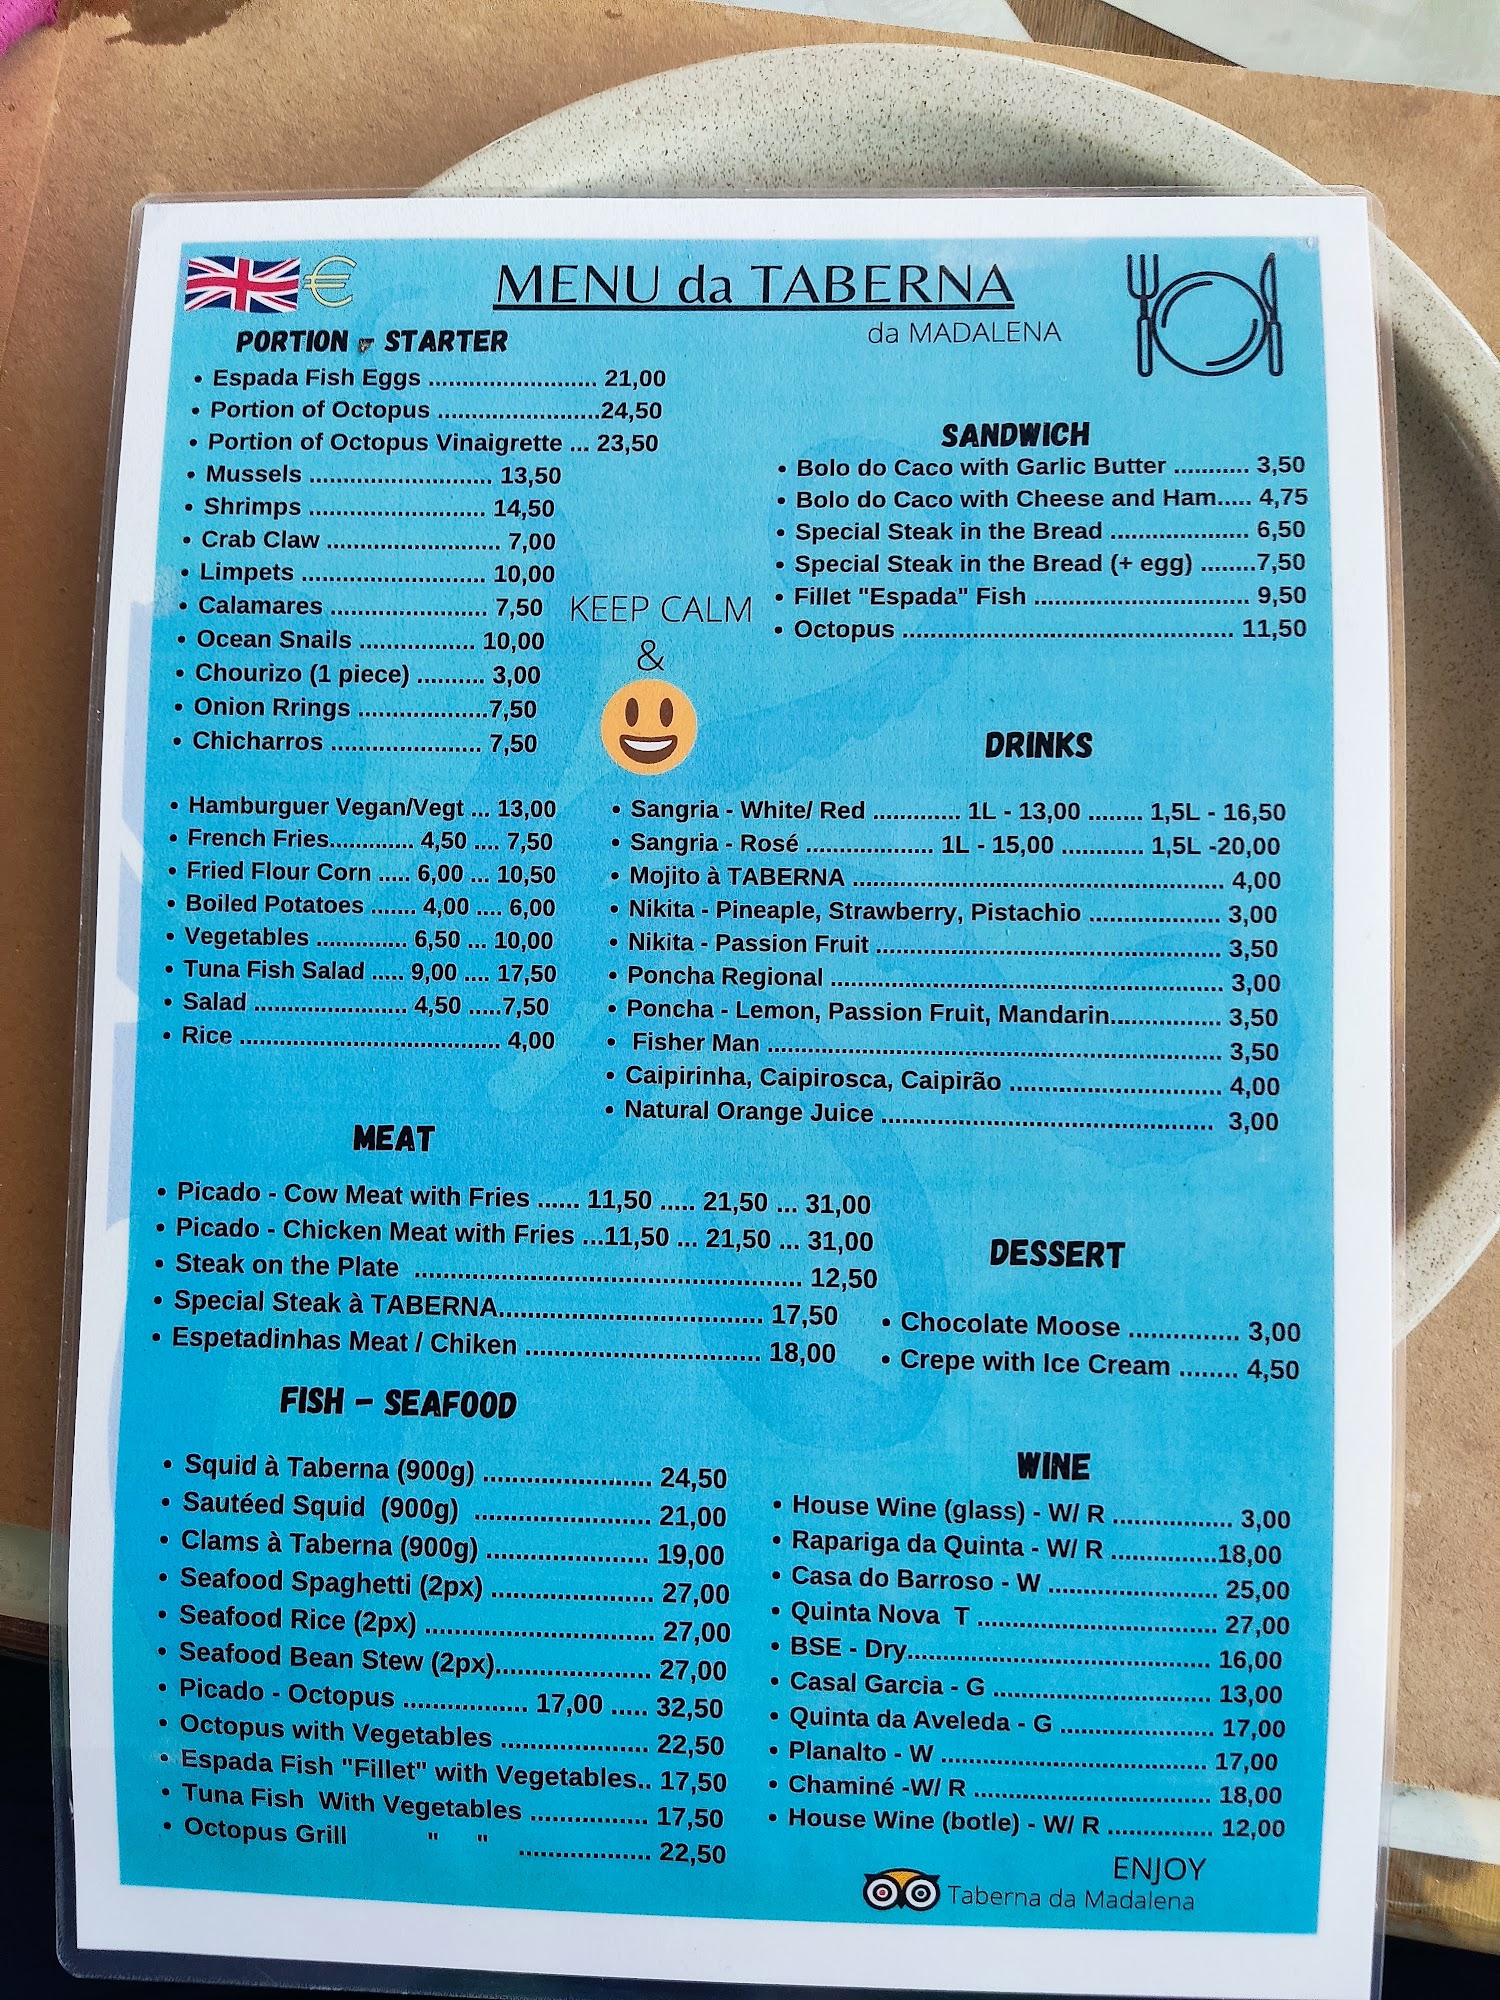 MENU da TABERNA
da MADALENA
PORTION - STARTER
• Espada Fish Eggs ......................... 21,00
• Portion of Octopus ........................24,50
• Portion of Octopus Vinaigrette ... 23,50
• Mussels ........................... 13,50
• Shrimps .......................... 14,50
• Crab Claw .......................... 7,00
• Limpets ........................... 10,00
• Calamares ....................... 7,50
• Ocean Snails ................. 10,00
• Chourizo (1 piece) .......... 3,00
• Onion Rrings ...................7,50
• Chicharros ...................... 7,50
KEEP CALM
&
• Hamburguer Vegan/Vegt ... 13,00
• French Fries............. 4,50 .... 7,50
• Fried Flour Corn ..... 6,00 ... 10,50
• Boiled Potatoes ....... 4,00 .... 6,00
• Vegetables .............. 6,50 ... 10,00
• Tuna Fish Salad ..... 9,00 .... 17,50
• Salad ....................... 4,50 .....7,50
• Rice ....................................... 4,00
SANDWICH
• Bolo do Caco with Garlic Butter ........... 3,50
• Bolo do Caco with Cheese and Ham..... 4,75
• Special Steak in the Bread ..................... 6,50
• Special Steak in the Bread (+ egg) ........7,50
• Fillet "Espada" Fish ................................ 9,50
• Octopus ................................................. 11,50
DRINKS
• Sangria - White/ Red ............. 1L - 13,00 ........ 1,5L - 16,50
• Sangria - Rosé ................... 1L - 15,00 ............ 1,5L -20,00
• Mojito à TABERNA ....................................................... 4,00
• Nikita - Pineaple, Strawberry, Pistachio ................... 3,00
• Nikita - Passion Fruit ................................................... 3,50
• Poncha Regional .......................................................... 3,00
• Poncha - Lemon, Passion Fruit, Mandarin................ 3,50
• Fisher Man ................................................................... 3,50
• Caipirinha, Caipirosca, Caipirão ............................... 4,00
• Natural Orange Juice ................................................. 3,00
MEAT
• Picado - Cow Meat with Fries ...... 11,50 ..... 21,50 ... 31,00
• Picado - Chicken Meat with Fries ...11,50 ... 21,50 ... 31,00
• Steak on the Plate ......................................................... 12,50
• Special Steak à TABERNA....................................... 17,50
• Espetadinhas Meat / Chiken ................................... 18,00
DESSERT
• Chocolate Moose ................ 3,00
• Crepe with Ice Cream ........ 4,50
FISH - SEAFOOD
• Squid à Taberna (900g) ......................... 24,50
• Sautéed Squid (900g) .......................... 21,00
• Clams à Taberna (900g) ........................ 19,00
• Seafood Spaghetti (2px) ........................ 27,00
• Seafood Rice (2px) .................................. 27,00
• Seafood Bean Stew (2px)....................... 27,00
• Picado - Octopus .................. 17,00 ..... 32,50
• Octopus with Vegetables ...................... 22,50
• Espada Fish "Fillet" with Vegetables.. 17,50
• Tuna Fish With Vegetables ................. 17,50
• Octopus Grill " " ................... 22,50
WINE
• House Wine (glass) - W/ R ................. 3,00
• Rapariga da Quinta - W/ R ...............18,00
• Casa do Barroso - W ........................ 25,00
• Quinta Nova T .................................. 27,00
• BSE - Dry........................................... 16,00
• Casal Garcia - G ............................... 13,00
• Quinta da Aveleda - G ...................... 17,00
• Planalto - W ...................................... 17,00
• Chaminé -W/ R .................................. 18,00
• House Wine (botle) - W/ R ............... 12,00
ENJOY
Taberna da Madalena